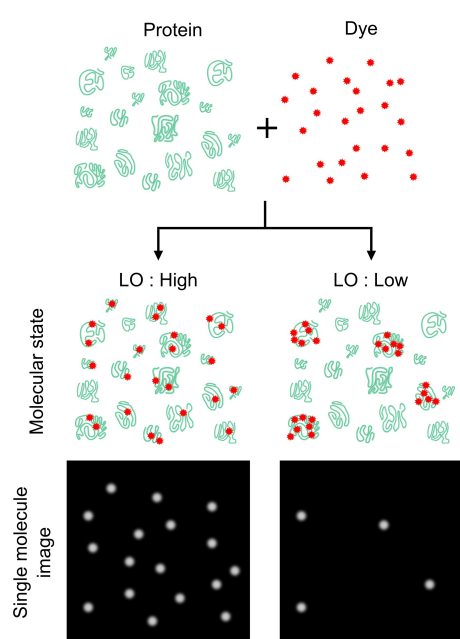 Protein
Dye
+
LO : High
LO : Low
Molecular state
Single molecule
image